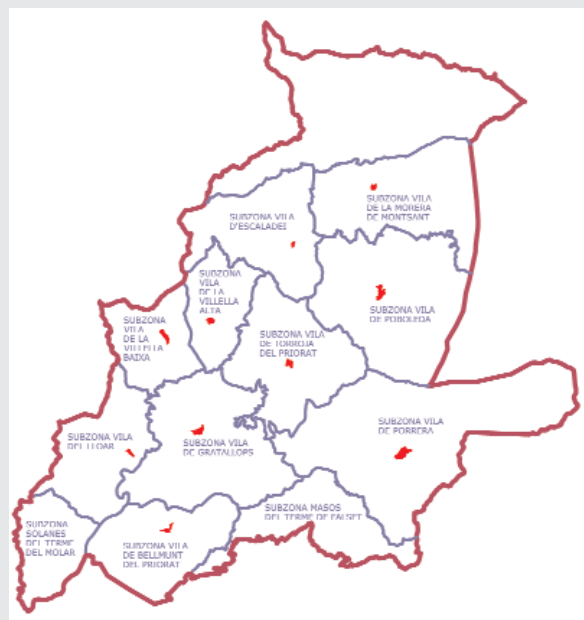 SUBZONA VILA
DE LA MORERA
DE MONTSANT
SUBZONA VILA
D'ESCALADEI
SUBZONA
VILA
DE LA
VILLELLA
ALTA
SUBZONA VILA
DE POBOLEDA
SUBZONA
VILA
DE LA
VILLELLA
BAIXA
SUBZONA VILA
DE TORROJA
DEL PRIORAT
SUBZONA VILA
DE PORRERA
SUBZONA VILA
DEL LLOAR
SUBZONA VILA
DE GRATALLOPS
SUBZONA MASOS
DEL TERME DE FALSET
SUBZONA
SOLANES
DEL TERME
DEL MOLAR
SUBZONA VILA
DE BELLMUNT
DEL PRIORAT